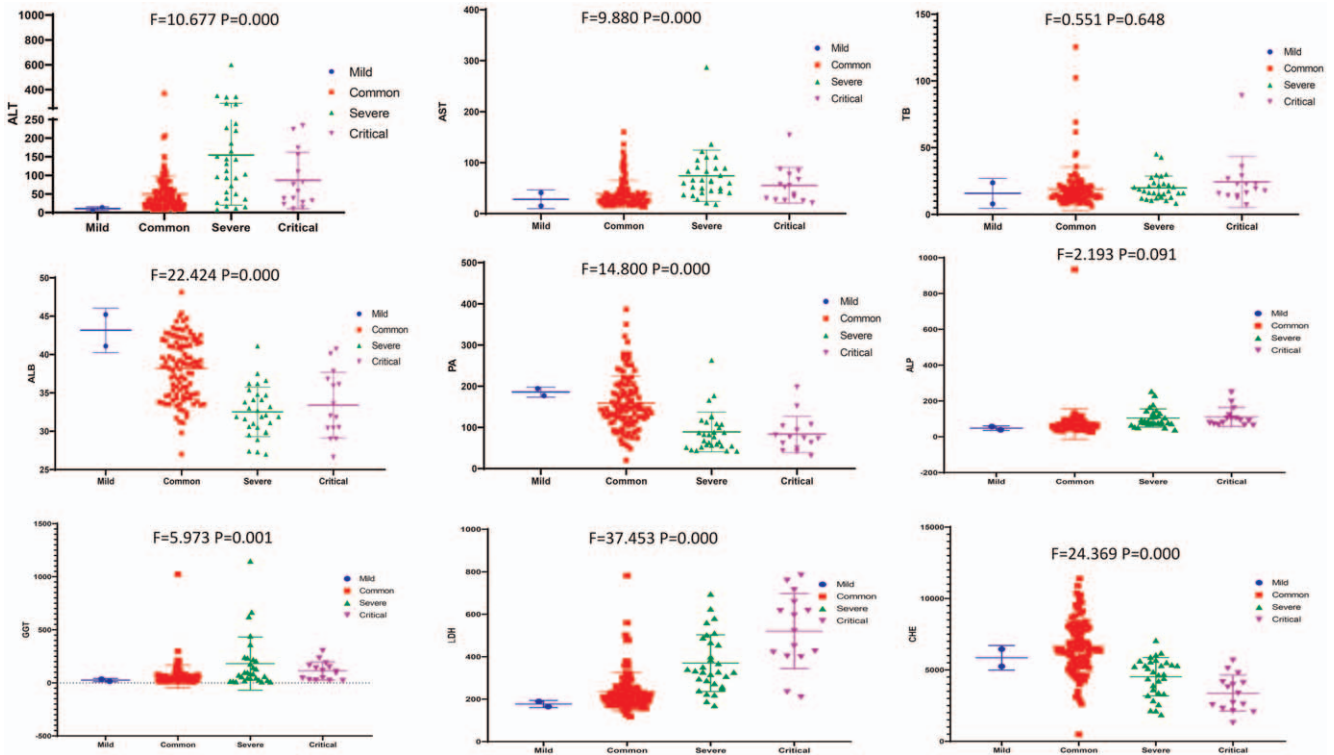 F=10.677 P=0.000
1000
800
600
400
250
200
150
100
50
0
ALT
Mild
Common
Severe
Critical
Mild Common Severe Critical
F=9.880 P=0.000
400
300
200
100
0
AST
Mild
Common
Severe
Critical
Mild Common Severe Critical
F=0.551 P=0.648
150
100
50
0
TB
Mild
Common
Severe
Critical
Mild Common Severe Critical
F=22.424 P=0.000
50
45
40
35
30
25
ALB
Mild
Common
Severe
Critical
Mild Common Severe Critical
F=14.800 P=0.000
500
400
300
200
100
0
PA
Mild
Common
Severe
Critical
Mild Common Severe Critical
F=2.193 P=0.091
1000
800
600
400
200
0
-200
ALP
Mild
Common
Severe
Critical
Mild Common Severe Critical
F=5.973 P=0.001
1500
1000
500
0
-500
GGT
Mild
Common
Severe
Critical
Mild Common Severe Critical
F=37.453 P=0.000
1000
800
600
400
200
0
LDH
Mild
Common
Severe
Critical
Mild Common Severe Critical
F=24.369 P=0.000
15000
10000
5000
0
CHE
Mild
Common
Severe
Critical
Mild Common Severe Critical